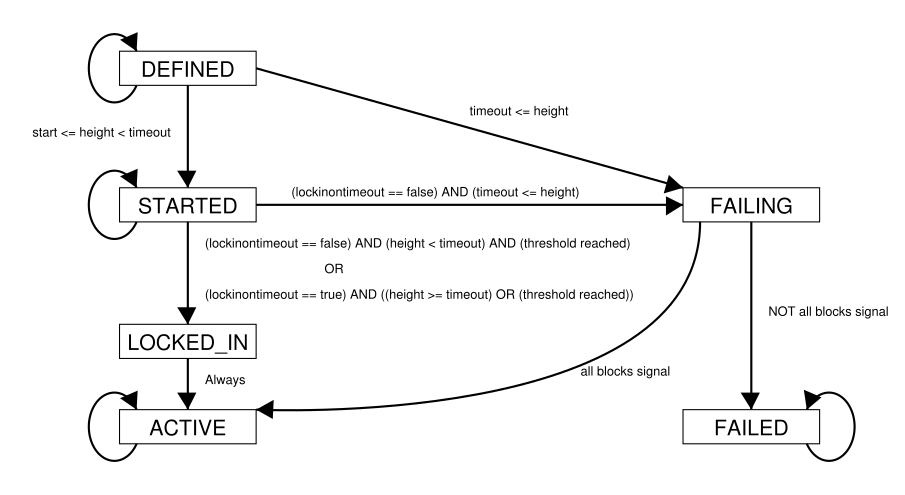 DEFINED
timeout <= height
start <= height < timeout
STARTED
(lockinontimeout == false) AND (timeout <= height)
FAILING
(lockinontimeout == false) AND (height < timeout) AND (threshold reached)
OR
(lockinontimeout == true) AND ((height >= timeout) OR (threshold reached))
NOT all blocks signal
LOCKED_IN
all blocks signal
Always
ACTIVE
FAILED